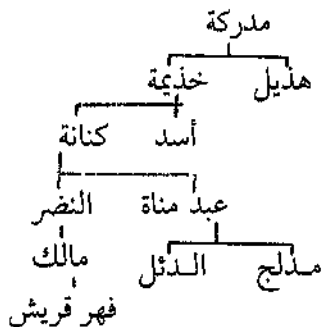 مدركة
هذيل خذيمة
أسد كنانة
عبد مناة النضر
مدلج الدئل مالك
فهر قريش